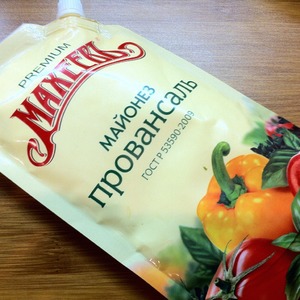 PREMIUM
МАХЕЕВЪ
МАЙОНЕЗ
ПРОВАНСАЛЬ
ГОСТ Р 53590-2009